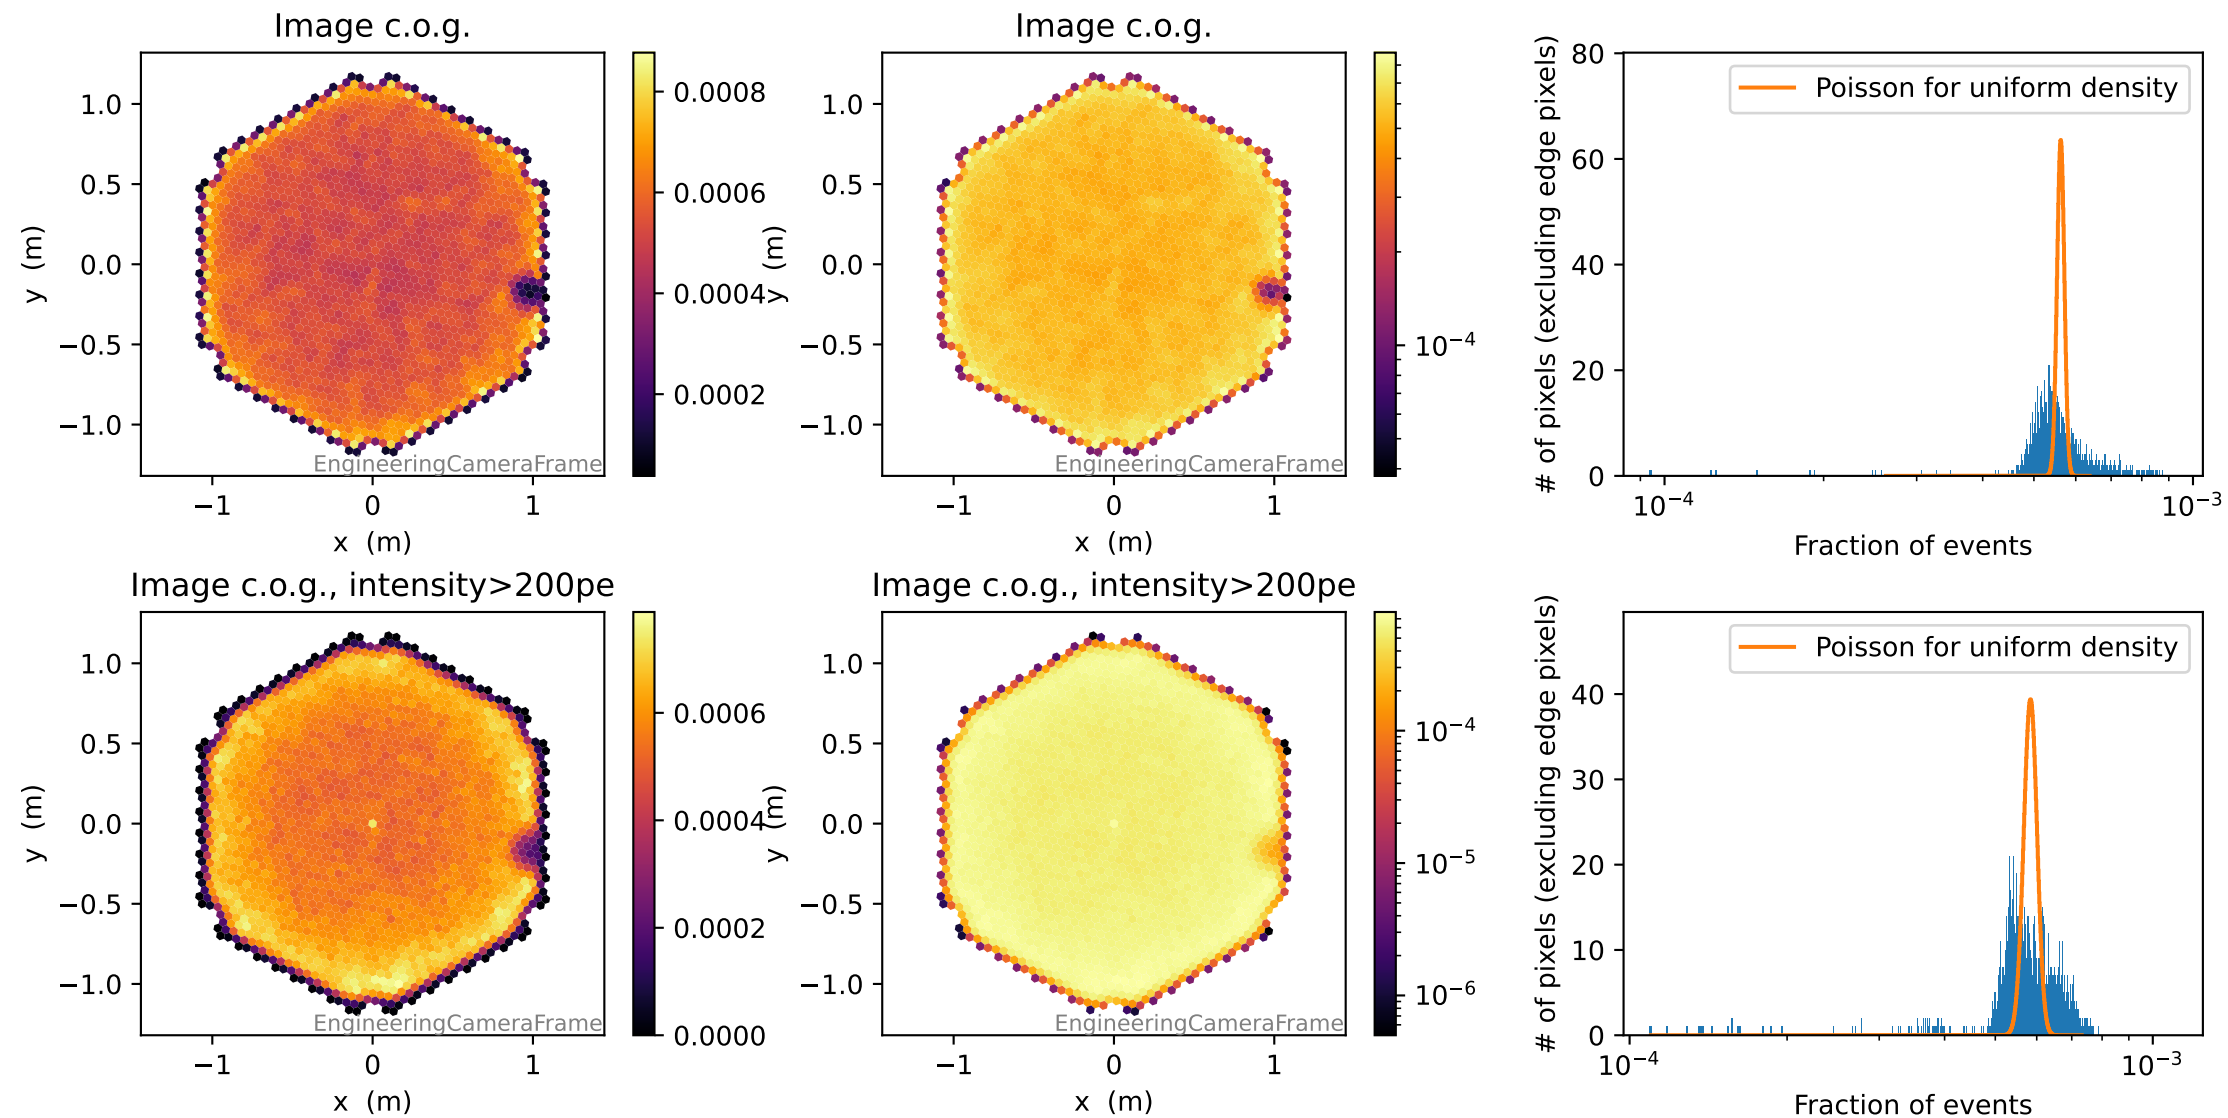 Image c.o.g.
y (m)
1.0
0.5
0.0
−0.5
−1.0
−1
0
1
x (m)
EngineeringCameraFrame
0.0008
0.0006
0.0004
0.0002
Image c.o.g.
y (m)
1.0
0.5
0.0
−0.5
−1.0
−1
0
1
x (m)
EngineeringCameraFrame
10−4
# of pixels (excluding edge pixels)
80
60
40
20
0
Poisson for uniform density
10−4
10−3
Fraction of events
Image c.o.g., intensity>200pe
y (m)
1.0
0.5
0.0
−0.5
−1.0
−1
0
1
x (m)
EngineeringCameraFrame
0.0006
0.0004
0.0002
0.0000
Image c.o.g., intensity>200pe
y (m)
1.0
0.5
0.0
−0.5
−1.0
−1
0
1
x (m)
EngineeringCameraFrame
10−4
10−5
10−6
# of pixels (excluding edge pixels)
40
30
20
10
0
Poisson for uniform density
10−4
10−3
Fraction of events